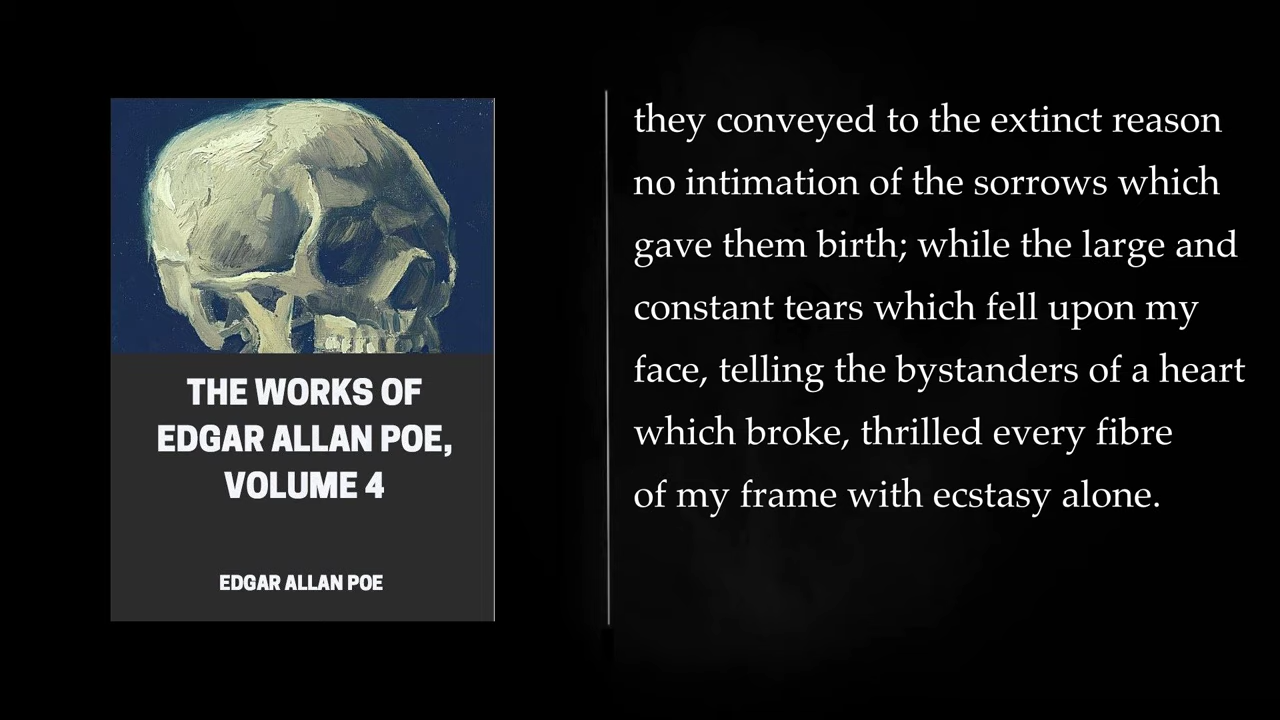 THE WORKS OF
EDGAR ALLAN POE,
VOLUME 4
EDGAR ALLAN POE
they conveyed to the extinct reason
no intimation of the sorrows which
gave them birth; while the large and
constant tears which fell upon my
face, telling the bystanders of a heart
which broke, thrilled every fibre
of my frame with ecstasy alone.